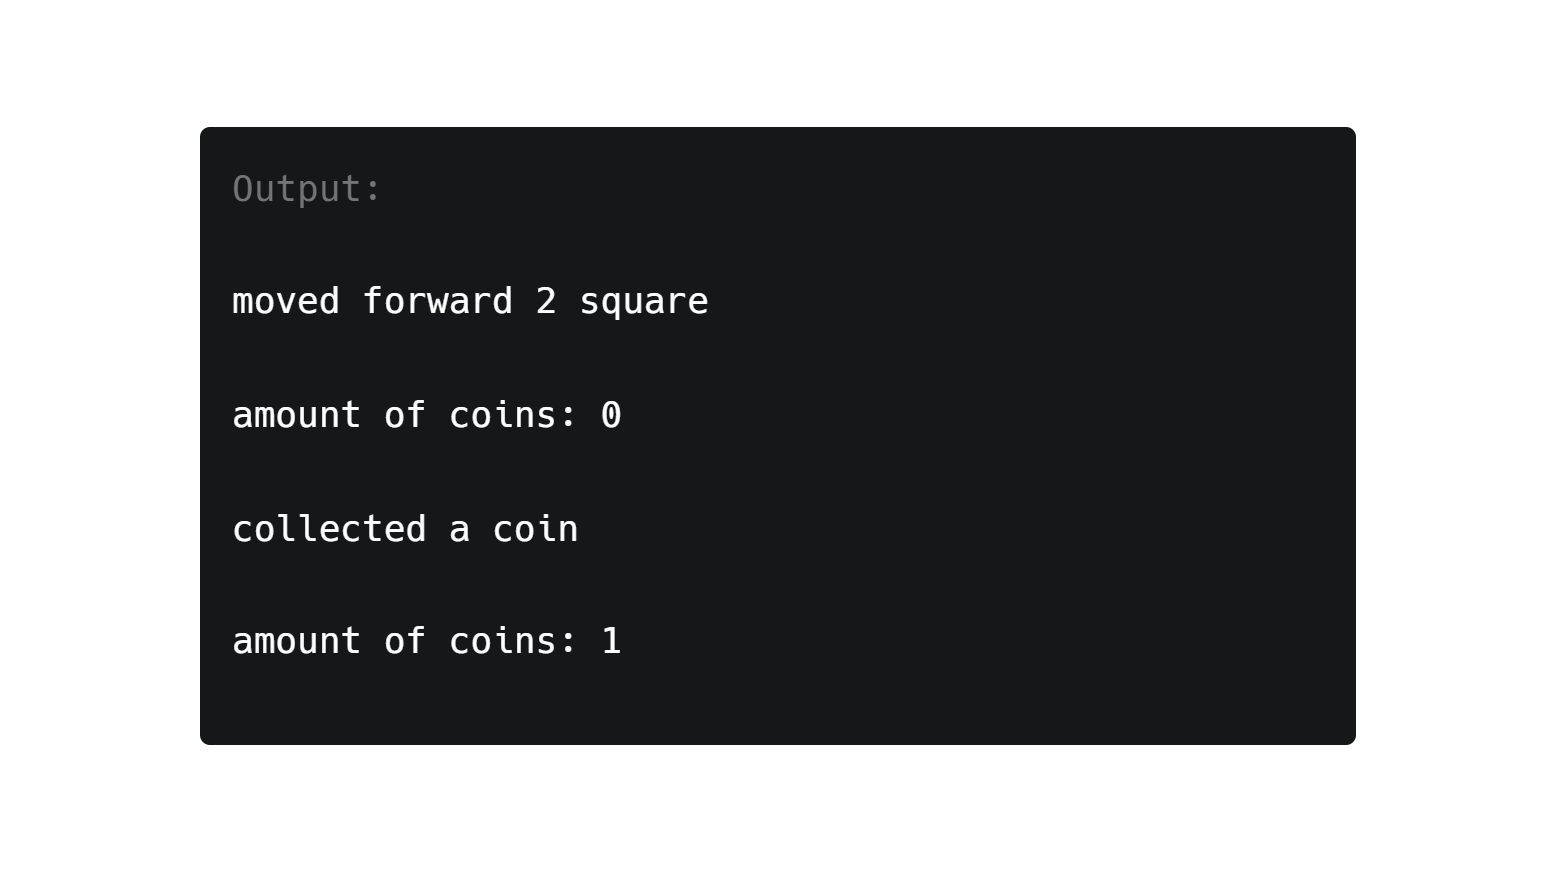 Output:
moved forward 2 square
amount of coins: 0
collected a coin
amount of coins: 1